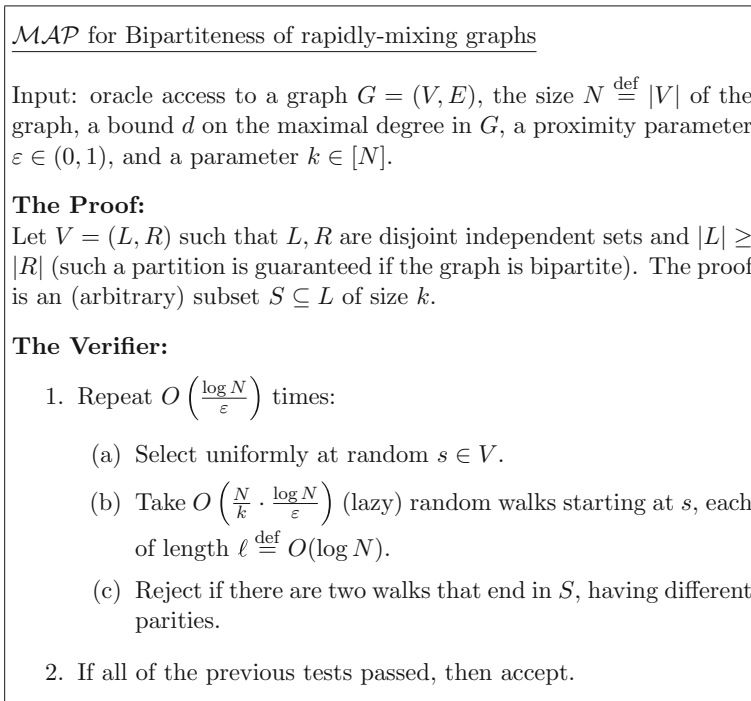 MAP for Bipartiteness of rapidly-mixing graphs
Input: oracle access to a graph G = (V, E), the size N def= |V| of the
graph, a bound d on the maximal degree in G, a proximity parameter
ε ∈ (0, 1), and a parameter k ∈ [N].
The Proof:
Let V = (L, R) such that L, R are disjoint independent sets and |L| ≥
|R| (such a partition is guaranteed if the graph is bipartite). The proof
is an (arbitrary) subset S ⊆ L of size k.
The Verifier:
1. Repeat O(log N / ε) times:
(a) Select uniformly at random s ∈ V.
(b) Take O(N/k · log N / ε) (lazy) random walks starting at s, each
of length ℓ def= O(log N).
(c) Reject if there are two walks that end in S, having different
parities.
2. If all of the previous tests passed, then accept.